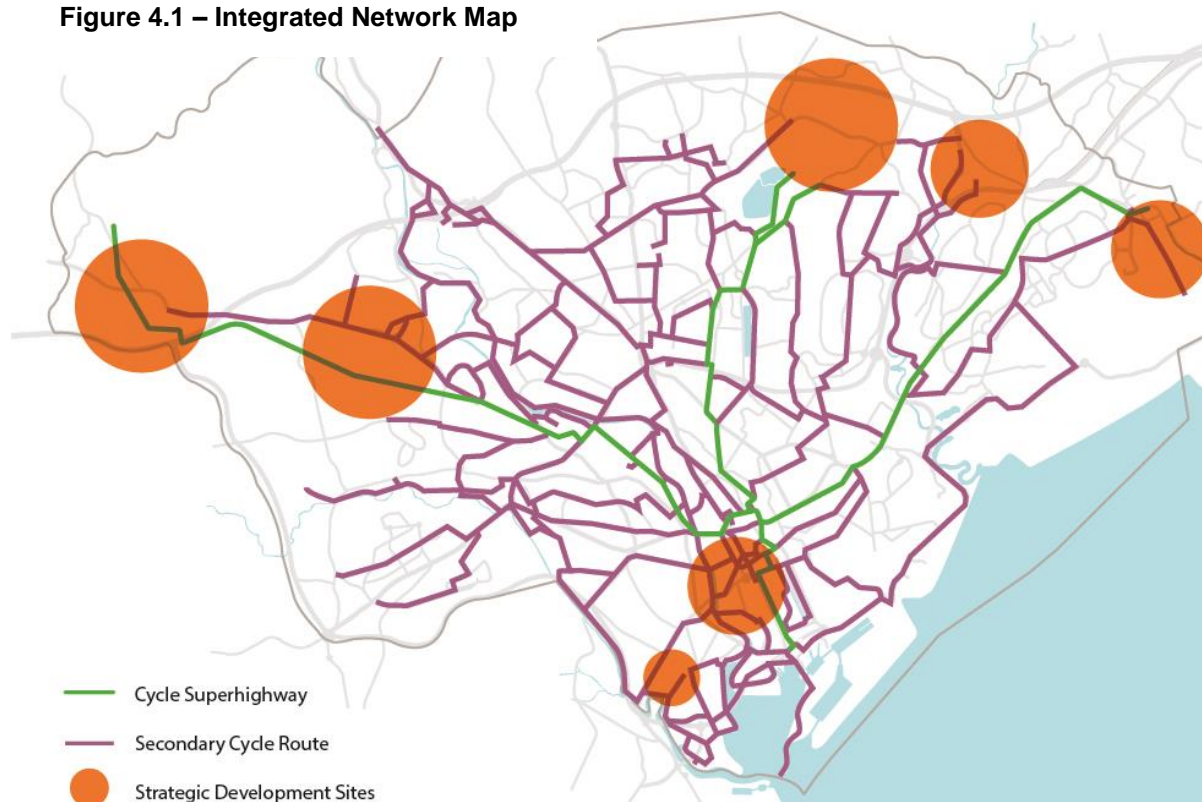 Figure 4.1 – Integrated Network Map
Cycle Superhighway
Secondary Cycle Route
Strategic Development Sites